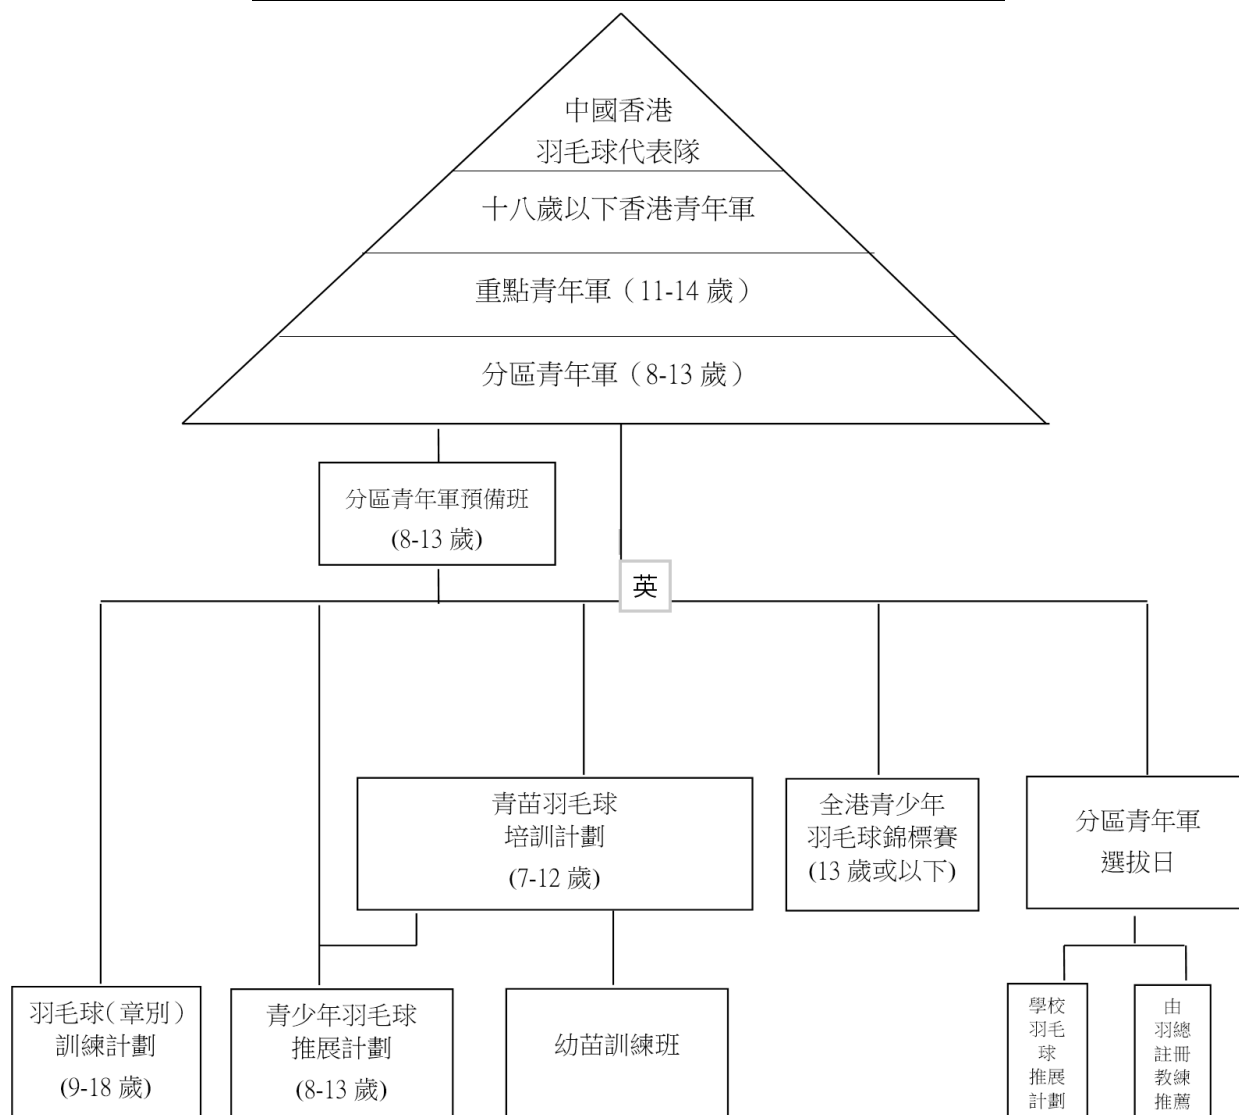 中國香港
羽毛球代表隊
十八歲以下香港青年軍
重點青年軍（11-14 歲）
分區青年軍（8-13 歲）
分區青年軍預備班
(8-13 歲)
英
青苗羽毛球
培訓計劃
(7-12 歲)
全港青少年
羽毛球錦標賽
(13 歲或以下)
分區青年軍
選拔日
羽毛球（章別）
訓練計劃
(9-18 歲)
青少年羽毛球
推展計劃
(8-13 歲)
幼苗訓練班
學校
羽毛
球
推展
計劃
由
羽總
註冊
教練
推薦